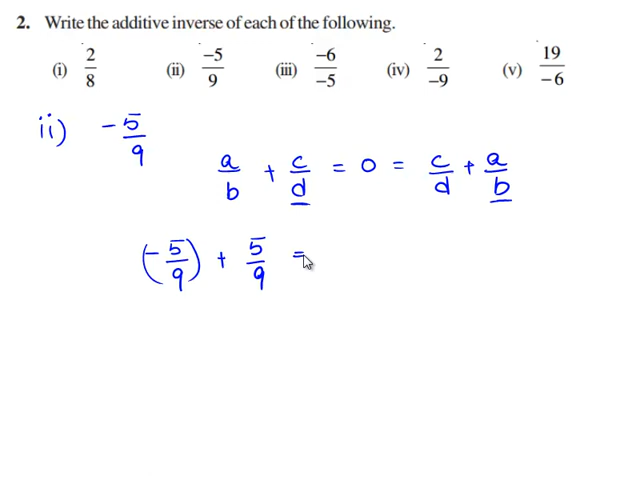 2. Write the additive inverse of each of the following.
(i) 2/8 (ii) -5/9 (iii) -6/-5 (iv) 2/-9 (v) 19/-6
ii) -5/9
a/b + c/d = 0 = c/d + a/b
(-5/9) + 5/9 =